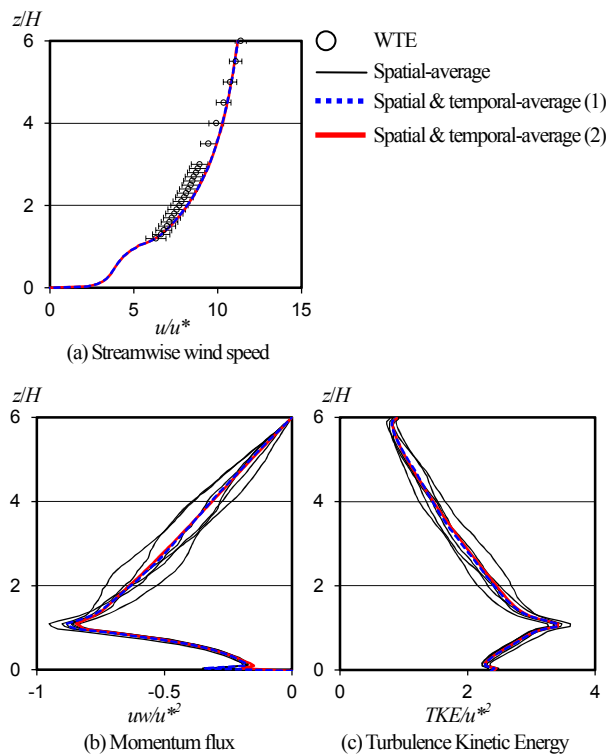 z/H
6
4
2
0
0 5 10 15
u/u*
(a) Streamwise wind speed
WTE
Spatial-average
Spatial & temporal-average (1)
Spatial & temporal-average (2)
z/H
6
4
2
0
-1 -0.5 0
uw/u*²
(b) Momentum flux
z/H
6
4
2
0
0 2 4
TKE/u*²
(c) Turbulence Kinetic Energy